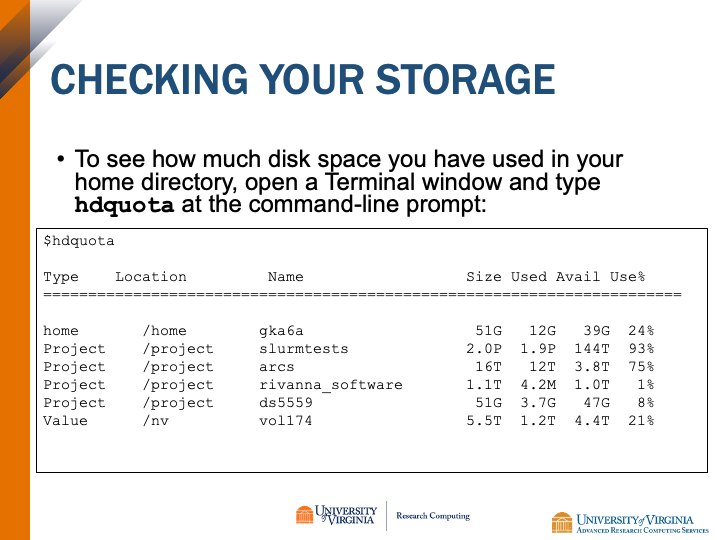 CHECKING YOUR STORAGE
• To see how much disk space you have used in your
home directory, open a Terminal window and type
hdquota at the command-line prompt:
$hdquota
Type Location Name Size Used Avail Use%
=======================================================================
home /home gka6a 51G 12G 39G 24%
Project /project slurmtests 2.0P 1.9P 144T 93%
Project /project arcs 16T 12T 3.8T 75%
Project /project rivanna_software 1.1T 4.2M 1.0T 1%
Project /project ds5559 51G 3.7G 47G 8%
Value /nv vol174 5.5T 1.2T 4.4T 21%
UNIVERSITY of VIRGINIA Research Computing
UNIVERSITY of VIRGINIA
ADVANCED RESEARCH COMPUTING SERVICES